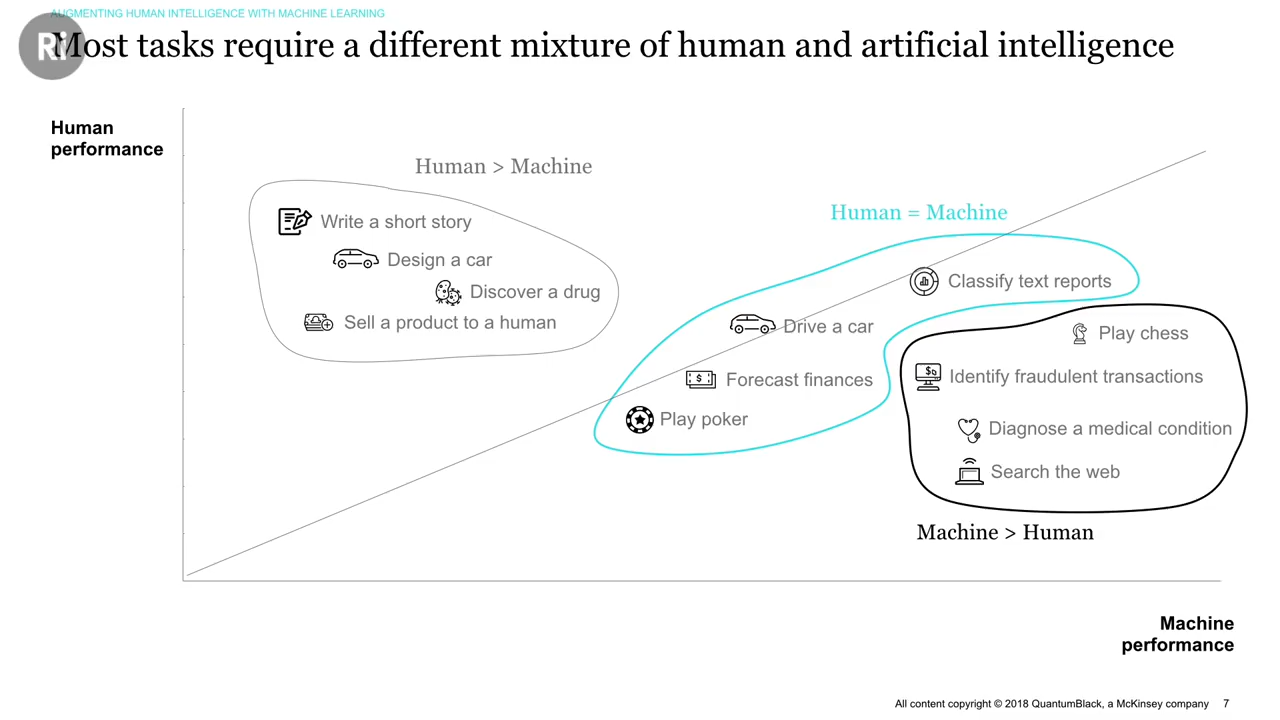 AUGMENTING HUMAN INTELLIGENCE WITH MACHINE LEARNING
Ri
Most tasks require a different mixture of human and artificial intelligence
Human
performance
Human > Machine
Write a short story
Design a car
Discover a drug
Sell a product to a human
Human = Machine
Classify text reports
Drive a car
Forecast finances
Play poker
Play chess
Identify fraudulent transactions
Diagnose a medical condition
Search the web
Machine > Human
Machine
performance
All content copyright © 2018 QuantumBlack, a McKinsey company 7